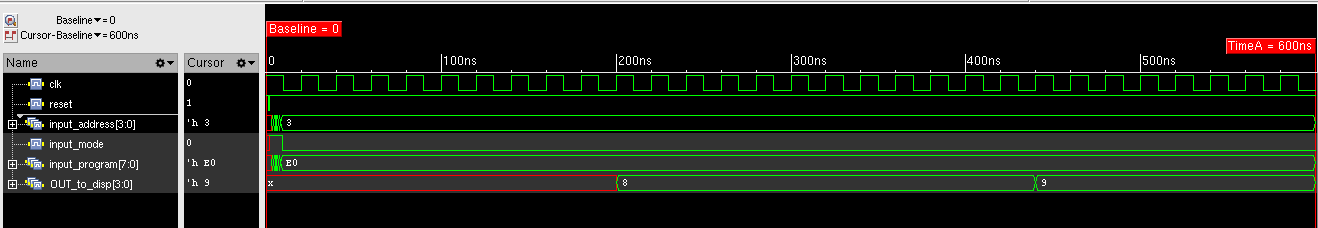 Baseline▾= 0
Cursor-Baseline▾= 600ns
Baseline = 0
TimeA = 600ns
Name Cursor 0 100ns 200ns 300ns 400ns 500ns
clk 0
reset 1
input_address[3:0] 'h 3 3
input_mode 0
input_program[7:0] 'h E0 E0
OUT_to_disp[3:0] 'h 9 x 8 9